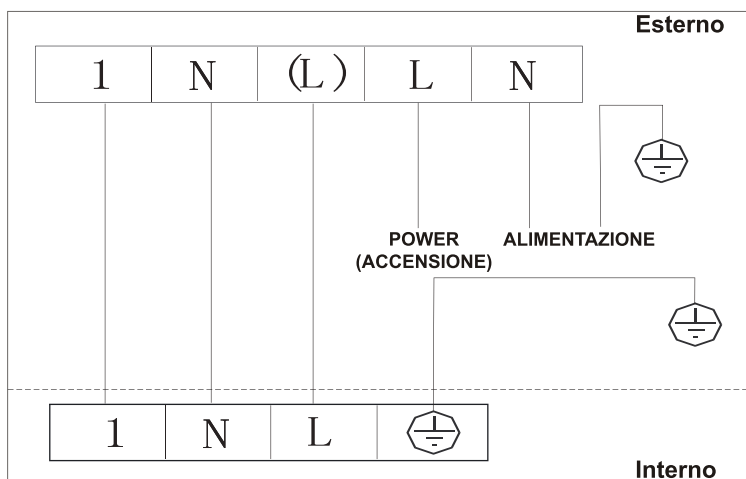 Esterno
1 N (L) L N
POWER ALIMENTAZIONE
(ACCENSIONE)
1 N L
Interno